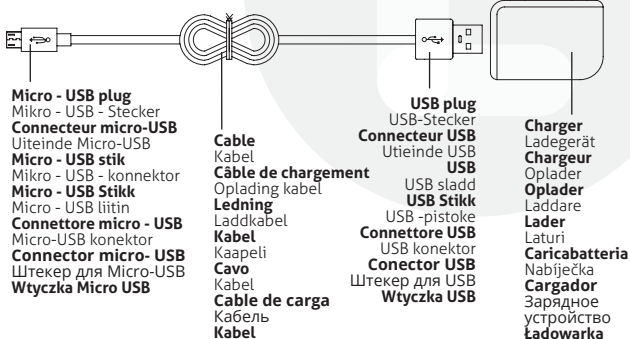 Micro - USB plug
Mikro - USB - Stecker
Connecteur micro-USB
Uiteinde Micro-USB
Micro - USB stik
Mikro - USB - konnektor
Micro - USB Stikk
Micro - USB liitin
Connettore micro - USB
Micro-USB konektor
Connector micro- USB
Штекер для Micro-USB
Wtyczka Micro USB
Cable
Kabel
Câble de chargement
Oplading kabel
Ledning
Laddkabel
Kabel
Kaapeli
Cavo
Kabel
Cable de carga
Кабель
Kabel
USB plug
USB-Stecker
Connecteur USB
Utieinde USB
USB
USB sladd
USB Stikk
USB -pistoke
Connettore USB
USB konektor
Conector USB
Штекер для USB
Wtyczka USB
Charger
Ladegerät
Chargeur
Oplader
Oplader
Laddare
Lader
Laturi
Caricabatteria
Nabíječka
Cargador
Зарядное
устройство
Ładowarka